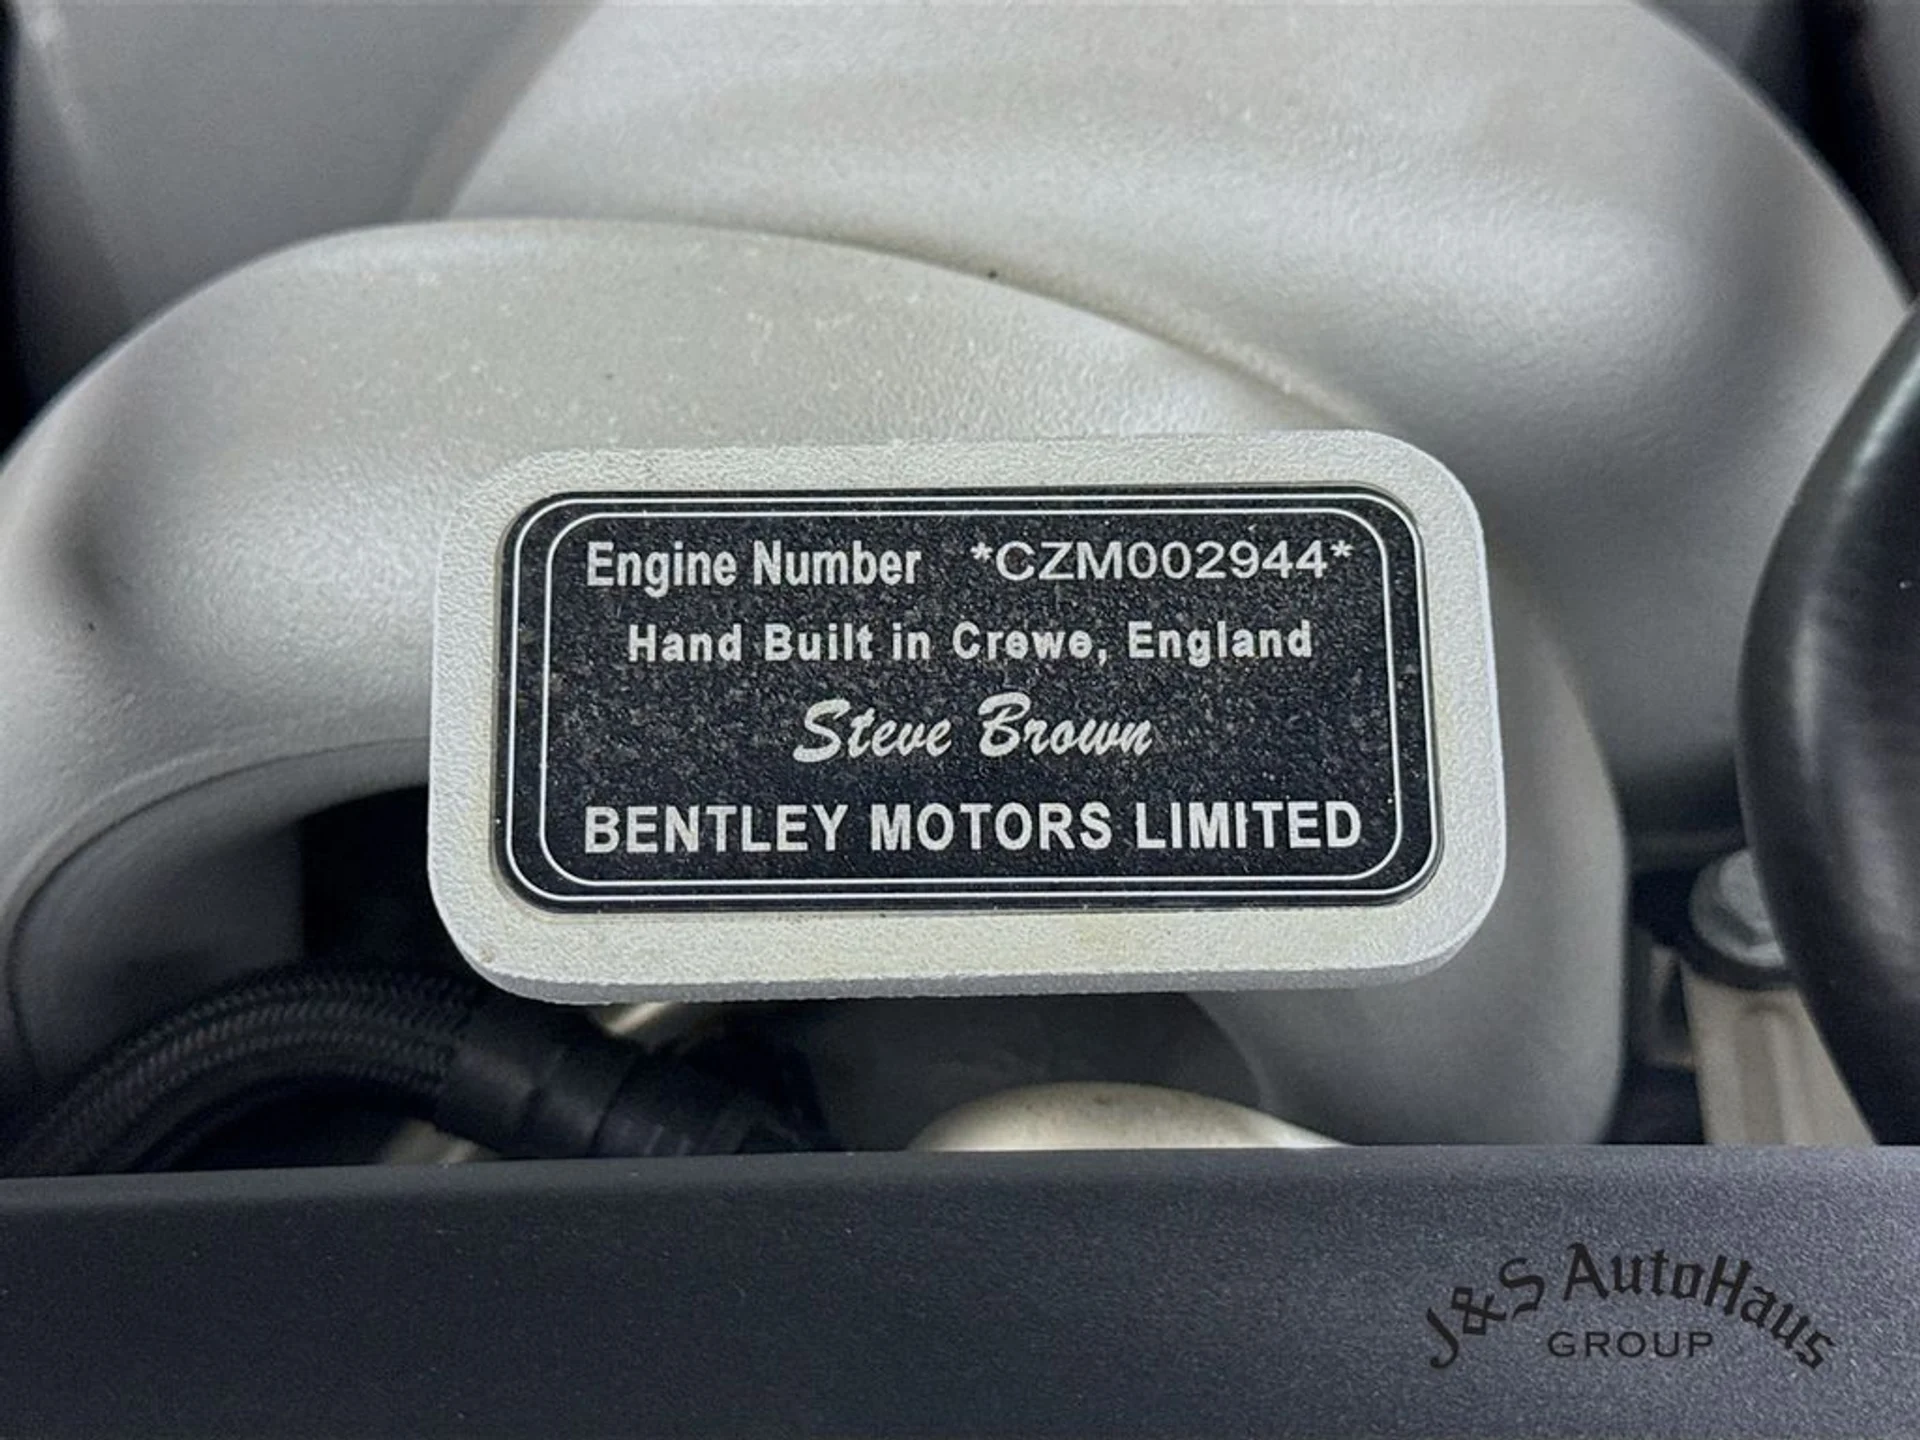 Engine Number *CZM002944*
Hand Built in Crewe, England
Steve Brown
BENTLEY MOTORS LIMITED
J&S AutoHaus
GROUP